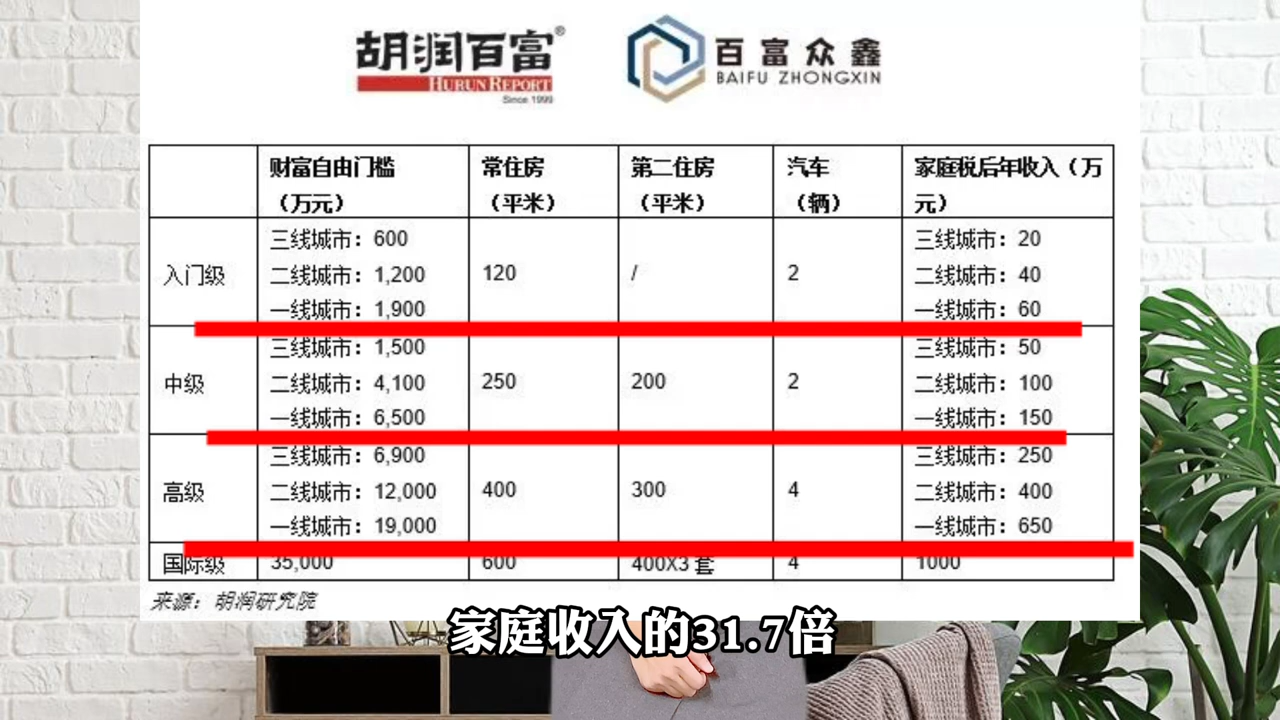 胡润百富®
HURUN REPORT
Since 1999
百富众鑫
BAIFU ZHONGXIN
财富自由门槛（万元） 常住房（平米） 第二住房（平米） 汽车（辆） 家庭税后年收入（万元）
入门级 三线城市：600 二线城市：1,200 一线城市：1,900 120 / 2 三线城市：20 二线城市：40 一线城市：60
中级 三线城市：1,500 二线城市：4,100 一线城市：6,500 250 200 2 三线城市：50 二线城市：100 一线城市：150
高级 三线城市：6,900 二线城市：12,000 一线城市：19,000 400 300 4 三线城市：250 二线城市：400 一线城市：650
国际级 35,000 600 400X3 套 4 1000
来源：胡润研究院
家庭收入的31.7倍